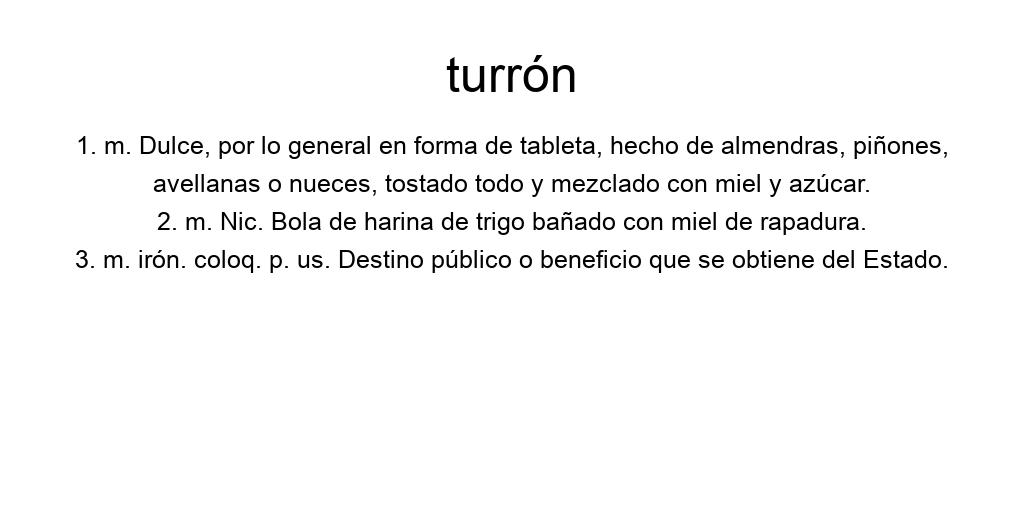 turrón
1. m. Dulce, por lo general en forma de tableta, hecho de almendras, piñones,
avellanas o nueces, tostado todo y mezclado con miel y azúcar.
2. m. Nic. Bola de harina de trigo bañado con miel de rapadura.
3. m. irón. coloq. p. us. Destino público o beneficio que se obtiene del Estado.